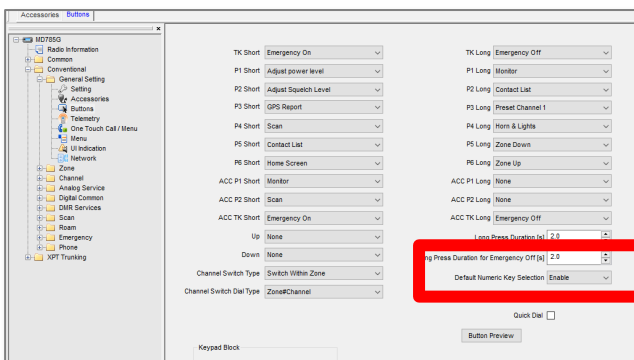 Accessories Buttons
x
MD785G
Radio Information
Common
Conventional
General Setting
Setting
Accessories
Buttons
Telemetry
One Touch Call / Menu
Menu
UI Indication
Network
Zone
Channel
Analog Service
Digital Common
DMR Services
Scan
Roam
Emergency
Phone
XPT Trunking
TK Short Emergency On TK Long Emergency Off
P1 Short Adjust power level P1 Long Monitor
P2 Short Adjust Squelch Level P2 Long Contact List
P3 Short GPS Report P3 Long Preset Channel 1
P4 Short Scan P4 Long Horn & Lights
P5 Short Contact List P5 Long Zone Down
P6 Short Home Screen P6 Long Zone Up
ACC P1 Short Monitor ACC P1 Long None
ACC P2 Short Scan ACC P2 Long None
ACC TK Short Emergency On ACC TK Long Emergency Off
Up None Long Press Duration [s] 2.0
Down None ng Press Duration for Emergency Off [s] 2.0
Channel Switch Type Switch Within Zone Default Numeric Key Selection Enable
Channel Switch Dial Type Zone#Channel
Quick Dial
Button Preview
Keypad Block